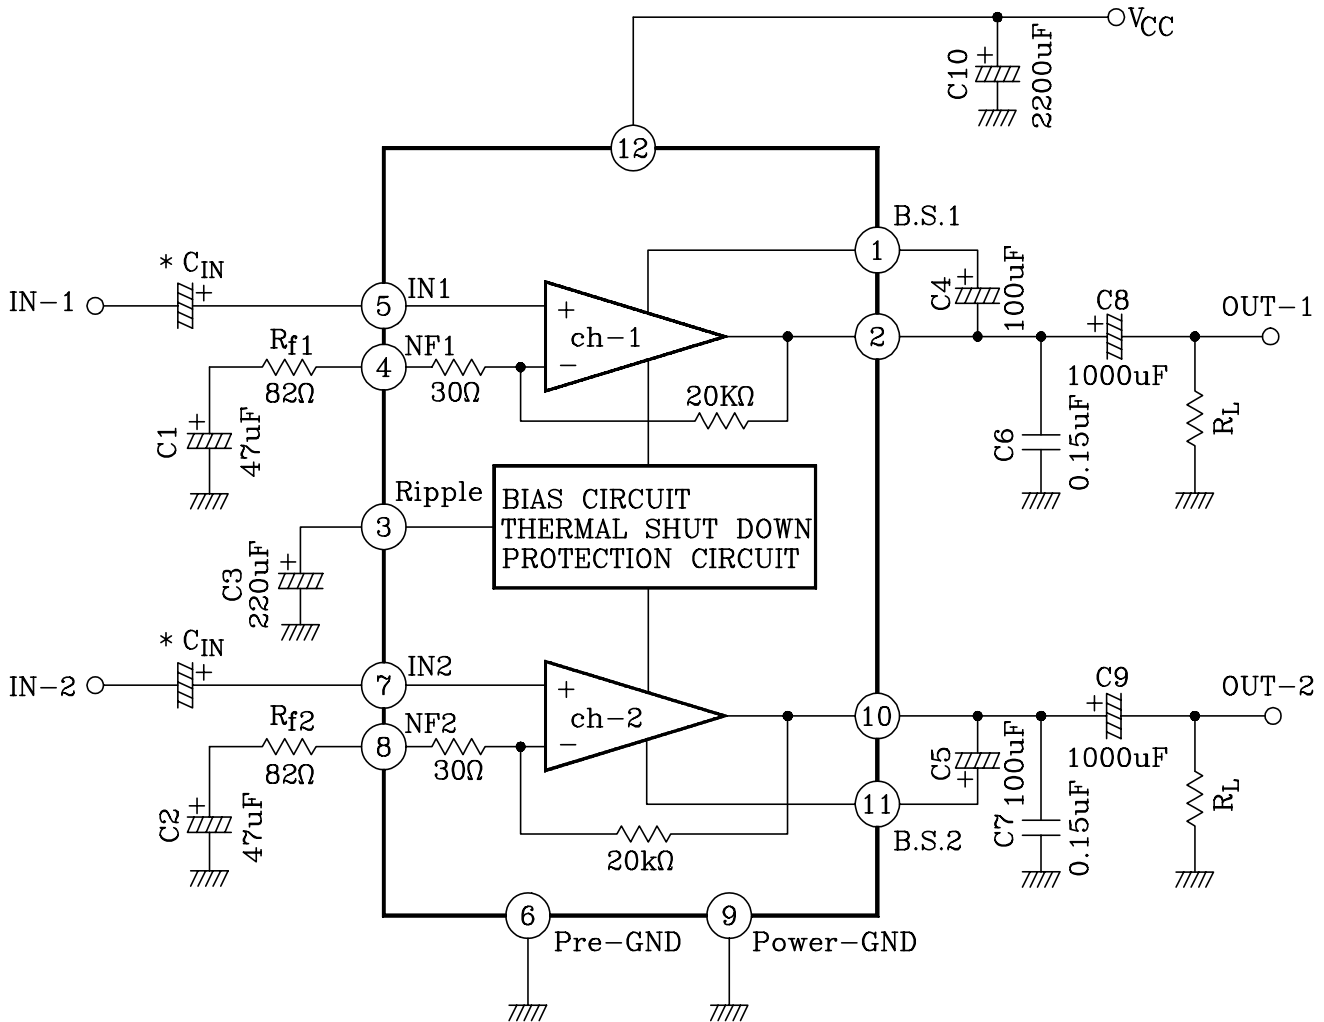 VCC
C10
2200uF
12
B.S.1
1
* CIN
IN-1
5
IN1
C4
100uF
C8
OUT-1
Rf1
82Ω
4
NF1
30Ω
ch-1
+
−
2
1000uF
20KΩ
C1
47uF
C6
0.15uF
RL
Ripple
3
BIAS CIRCUIT
THERMAL SHUT DOWN
PROTECTION CIRCUIT
C3
220uF
* CIN
IN-2
7
IN2
C9
OUT-2
Rf2
82Ω
8
NF2
30Ω
ch-2
+
−
10
C5
100uF
1000uF
C2
47uF
20kΩ
11
B.S.2
C7
0.15uF
RL
6
Pre-GND
9
Power-GND